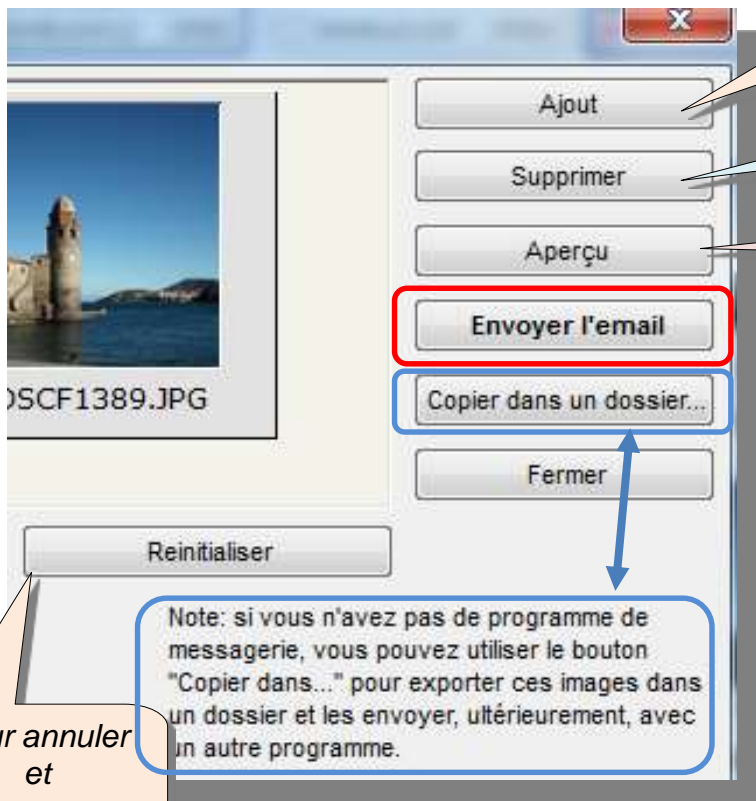 Ajout
Supprimer
Aperçu
Envoyer l'email
SCF1389.JPG
Copier dans un dossier...
Fermer
Reinitialiser
Note: si vous n'avez pas de programme de
messagerie, vous pouvez utiliser le bouton
"Copier dans..." pour exporter ces images dans
un dossier et les envoyer, ultérieurement, avec
un autre programme.
annuler
et